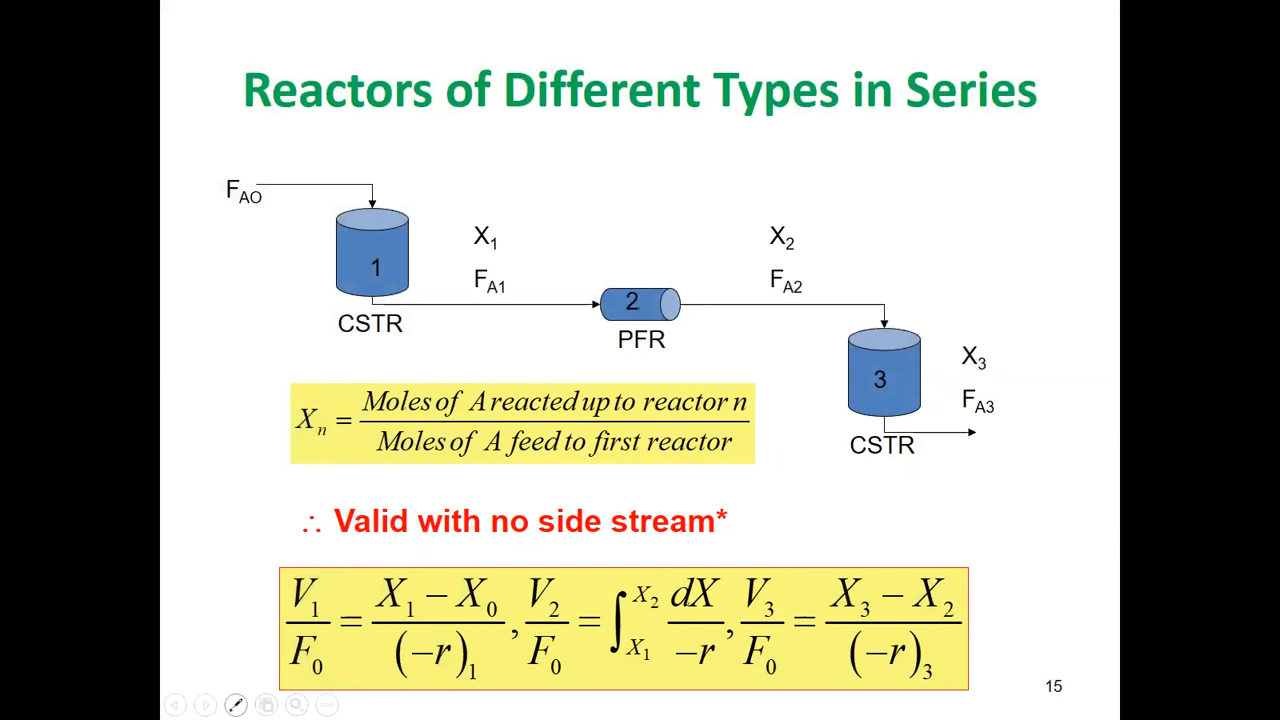 Reactors of Different Types in Series
F_AO
X_1
F_A1
1
CSTR
2
PFR
X_2
F_A2
3
CSTR
X_3
F_A3
X_n = Moles of A reacted up to reactor n / Moles of A feed to first reactor
∴ Valid with no side stream*
V_1/F_0 = (X_1 − X_0)/(−r)_1 , V_2/F_0 = ∫_{X_1}^{X_2} dX/−r , V_3/F_0 = (X_3 − X_2)/(−r)_3
15